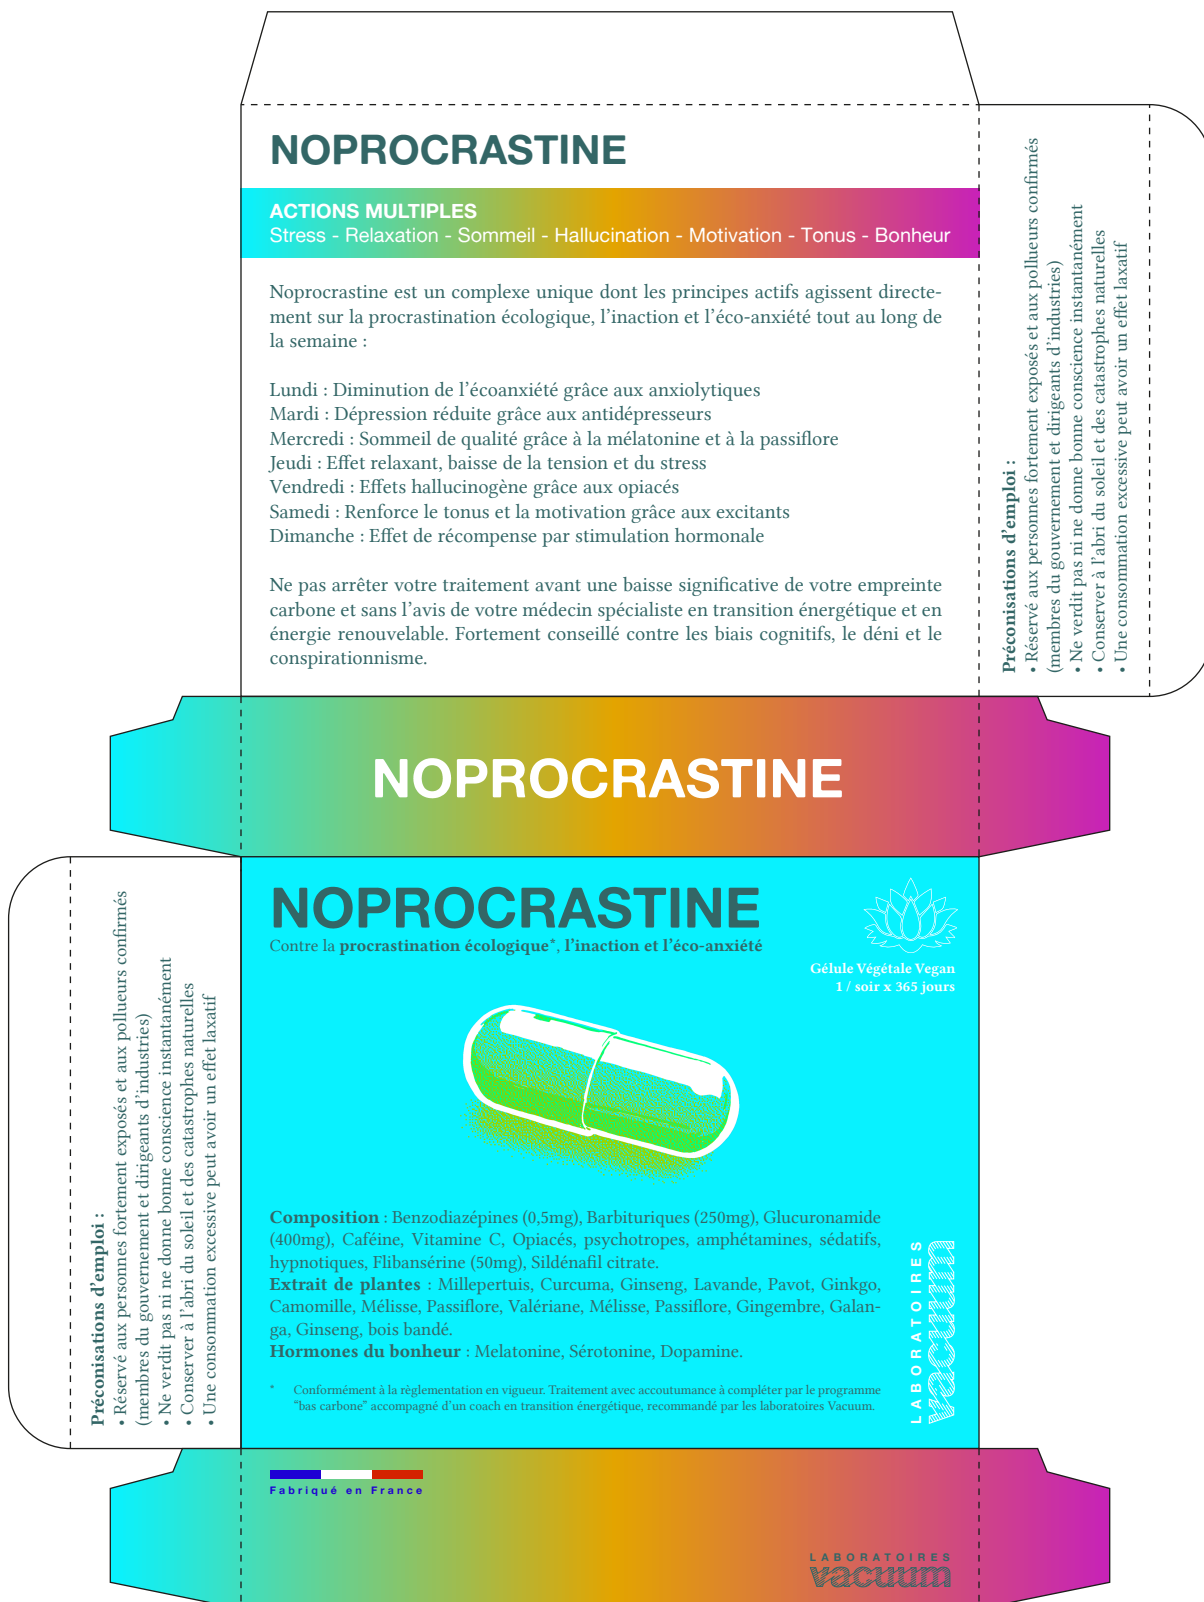 NOPROCRASTINE
ACTIONS MULTIPLES
Stress - Relaxation - Sommeil - Hallucination - Motivation - Tonus - Bonheur
Noprocrastine est un complexe unique dont les principes actifs agissent directe-
ment sur la procrastination écologique, l’inaction et l’éco-anxiété tout au long de
la semaine :
Lundi : Diminution de l’écoanxiété grâce aux anxiolytiques
Mardi : Dépression réduite grâce aux antidépresseurs
Mercredi : Sommeil de qualité grâce à la mélatonine et à la passiflore
Jeudi : Effet relaxant, baisse de la tension et du stress
Vendredi : Effets hallucinogène grâce aux opiacés
Samedi : Renforce le tonus et la motivation grâce aux excitants
Dimanche : Effet de récompense par stimulation hormonale
Ne pas arrêter votre traitement avant une baisse significative de votre empreinte
carbone et sans l’avis de votre médecin spécialiste en transition énergétique et en
énergie renouvelable. Fortement conseillé contre les biais cognitifs, le déni et le
conspirationnisme.
Préconisations d’emploi :
• Réservé aux personnes fortement exposés et aux pollueurs confirmés
(membres du gouvernement et dirigeants d’industries)
• Ne verdit pas ni ne donne bonne conscience instantanément
• Conserver à l’abri du soleil et des catastrophes naturelles
• Une consommation excessive peut avoir un effet laxatif
NOPROCRASTINE
Préconisations d’emploi :
• Réservé aux personnes fortement exposés et aux pollueurs confirmés
(membres du gouvernement et dirigeants d’industries)
• Ne verdit pas ni ne donne bonne conscience instantanément
• Conserver à l’abri du soleil et des catastrophes naturelles
• Une consommation excessive peut avoir un effet laxatif
NOPROCRASTINE
Contre la procrastination écologique*, l’inaction et l’éco-anxiété
Gélule Végétale Vegan
1 / soir x 365 jours
Composition : Benzodiazépines (0,5mg), Barbituriques (250mg), Glucuronamide
(400mg), Caféine, Vitamine C, Opiacés, psychotropes, amphétamines, sédatifs,
hypnotiques, Flibansérine (50mg), Sildénafil citrate.
Extrait de plantes : Millepertuis, Curcuma, Ginseng, Lavande, Pavot, Ginkgo,
Camomille, Mélisse, Passiflore, Valériane, Mélisse, Passiflore, Gingembre, Galan-
ga, Ginseng, bois bandé.
Hormones du bonheur : Melatonine, Sérotonine, Dopamine.
* Conformément à la règlementation en vigueur. Traitement avec accoutumance à compléter par le programme
“bas carbone” accompagné d’un coach en transition énergétique, recommandé par les laboratoires Vacuum.
LABORATOIRES
vacuum
Fabriqué en France
LABORATOIRES
vacuum